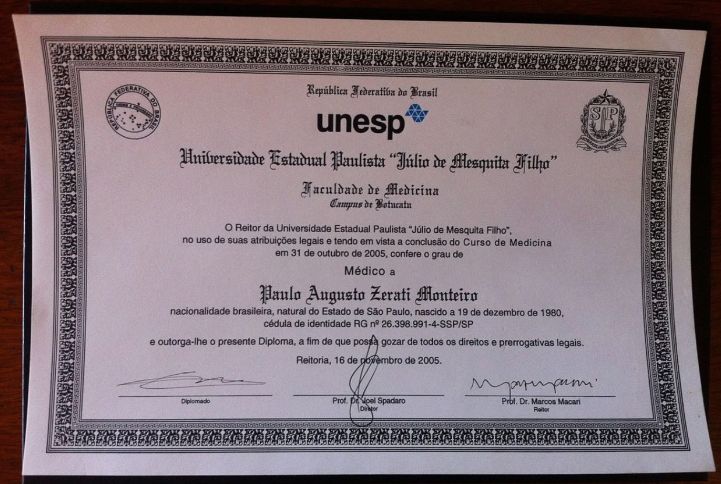 República Federativa do Brasil
REPÚBLICA FEDERATIVA DO BRASIL
unesp
SP
Universidade Estadual Paulista "Júlio de Mesquita Filho"
Faculdade de Medicina
Campus de Botucatu
O Reitor da Universidade Estadual Paulista "Júlio de Mesquita Filho",
no uso de suas atribuições legais e tendo em vista a conclusão do Curso de Medicina
em 31 de outubro de 2005, confere o grau de
Médico a
Paulo Augusto Zerati Monteiro
nacionalidade brasileira, natural do Estado de São Paulo, nascido a 19 de dezembro de 1980,
cédula de identidade RG nº 26.398.991-4-SSP/SP
e outorga-lhe o presente Diploma, a fim de que possa gozar de todos os direitos e prerrogativas legais.
Reitoria, 16 de novembro de 2005.
Diplomado
Prof. Dr. Joel Spadaro
Diretor
Prof. Dr. Marcos Macari
Reitor